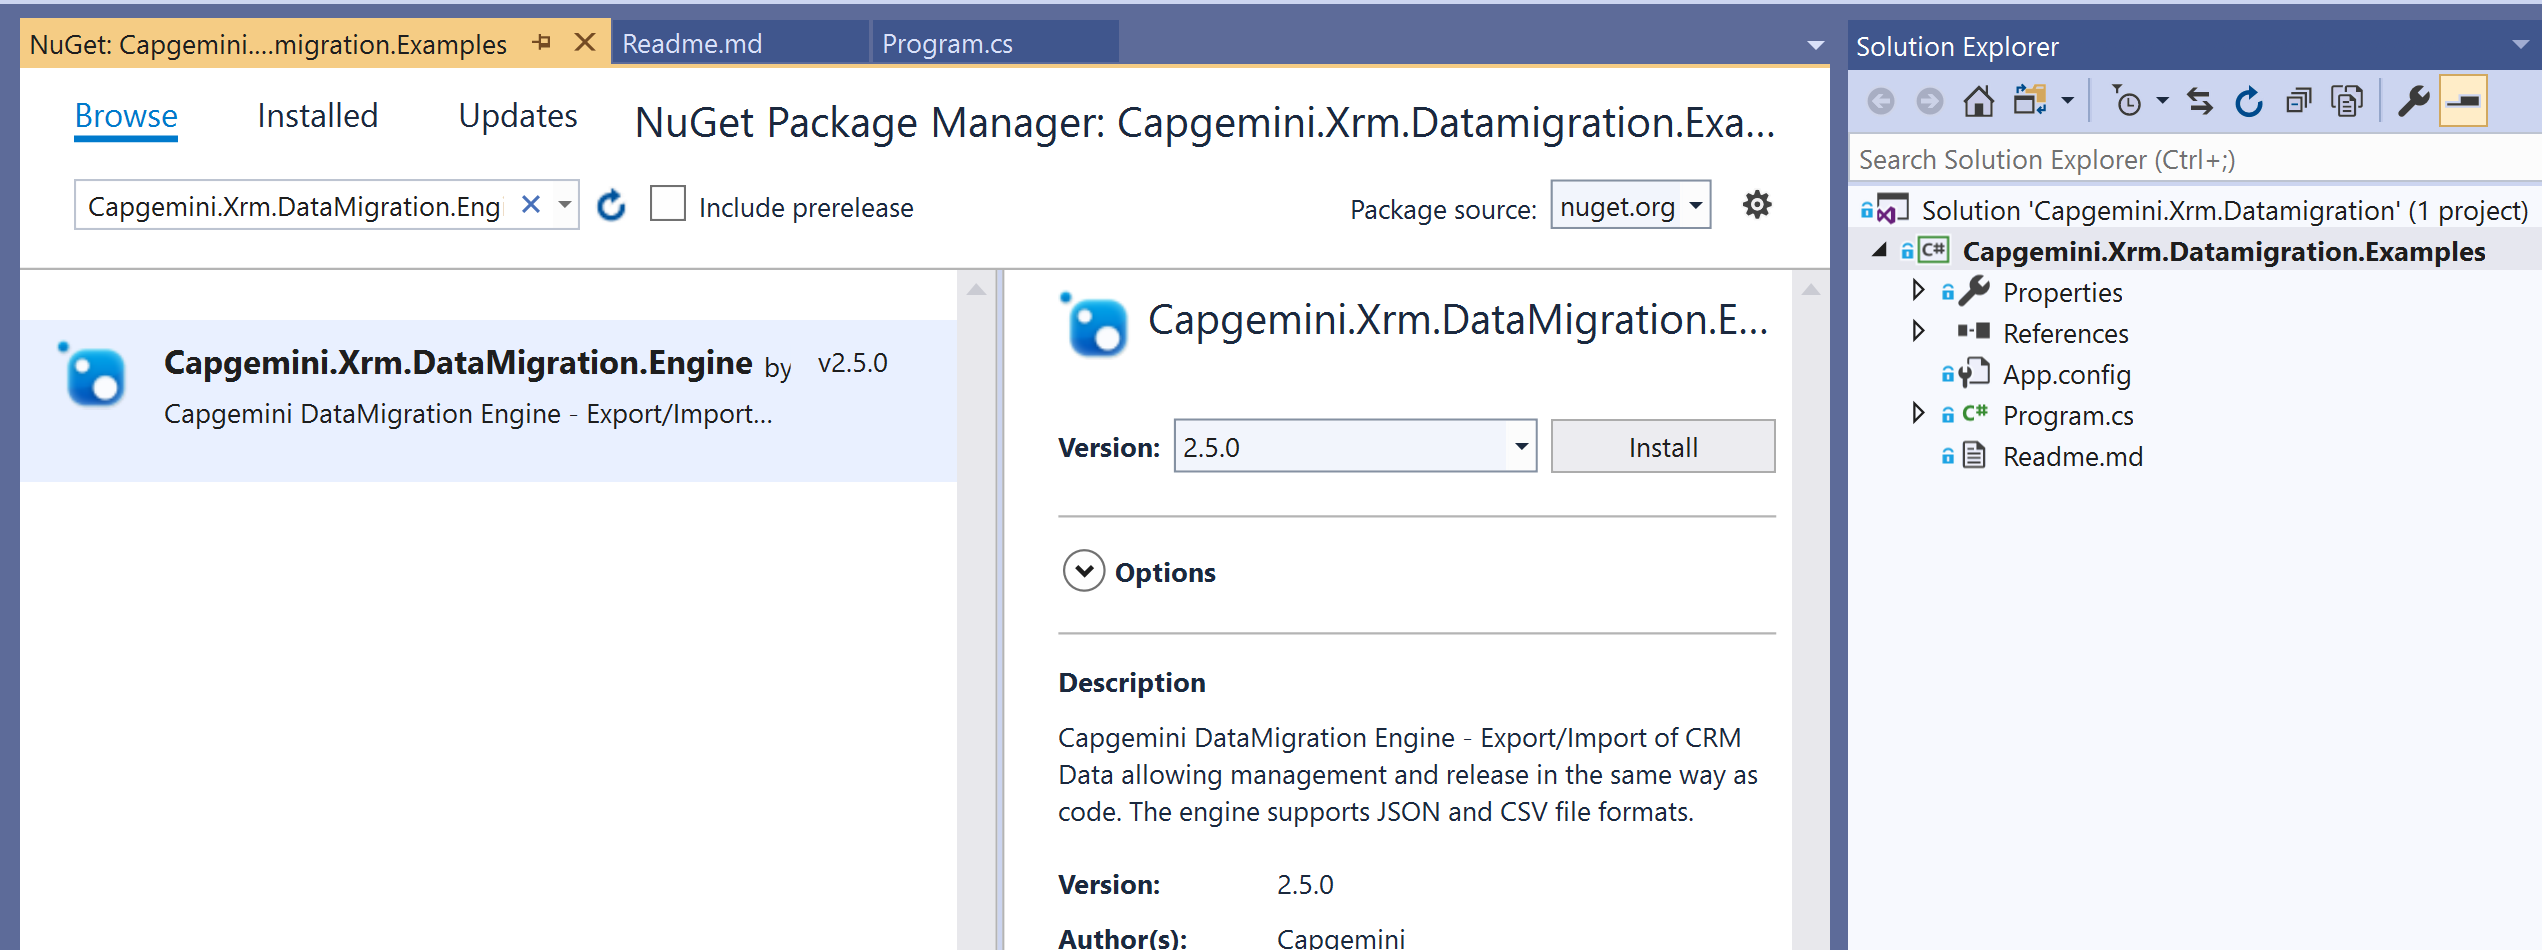 NuGet: Capgemini....migration.Examples
Readme.md
Program.cs
Browse
Installed
Updates
NuGet Package Manager: Capgemini.Xrm.Datamigration.Exa...
Capgemini.Xrm.DataMigration.Eng
Include prerelease
Package source:
nuget.org
Capgemini.Xrm.DataMigration.Engine by
v2.5.0
Capgemini DataMigration Engine - Export/Import...
Capgemini.Xrm.DataMigration.E...
Version:
2.5.0
Install
Options
Description
Capgemini DataMigration Engine - Export/Import of CRM
Data allowing management and release in the same way as
code. The engine supports JSON and CSV file formats.
Version:
2.5.0
Author(s):
Capgemini
Solution Explorer
Search Solution Explorer (Ctrl+;)
Solution 'Capgemini.Xrm.Datamigration' (1 project)
C# Capgemini.Xrm.Datamigration.Examples
Properties
References
App.config
C# Program.cs
Readme.md